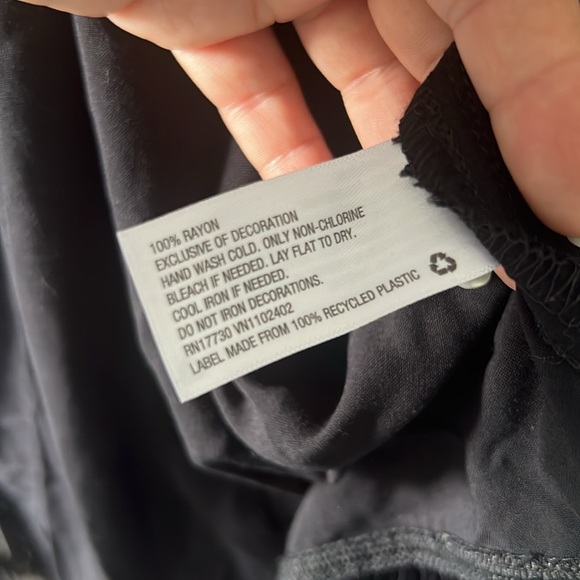 100% RAYON
EXCLUSIVE OF DECORATION
HAND WASH COLD. ONLY NON-CHLORINE
BLEACH IF NEEDED. LAY FLAT TO DRY.
COOL IRON IF NEEDED.
DO NOT IRON DECORATIONS.
RN17730 VN1102402
LABEL MADE FROM 100% RECYCLED PLASTIC